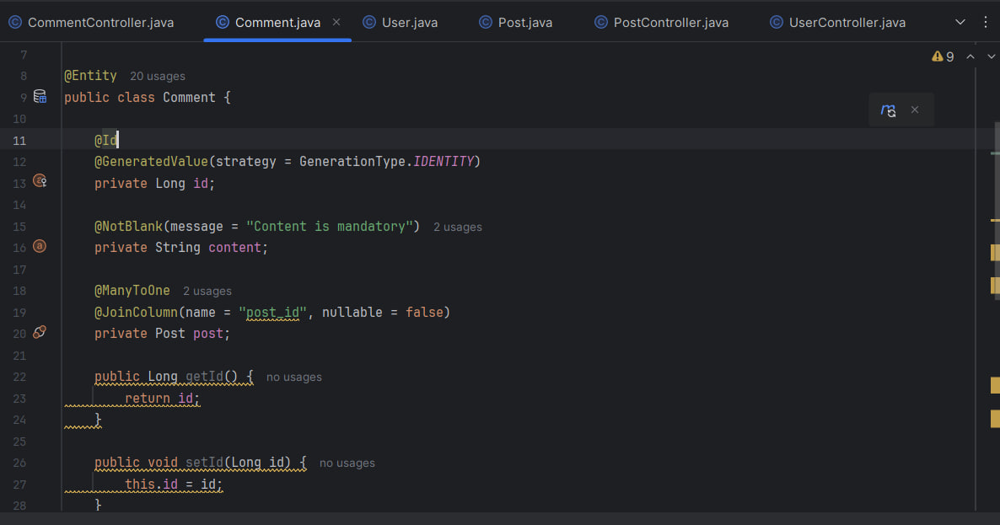 CommentController.java Comment.java User.java Post.java PostController.java UserController.java
7
9
8 @Entity 20 usages
9 public class Comment {
10
11 @Id
12 @GeneratedValue(strategy = GenerationType.IDENTITY)
13 private Long id;
14
15 @NotBlank(message = "Content is mandatory") 2 usages
16 private String content;
17
18 @ManyToOne 2 usages
19 @JoinColumn(name = "post_id", nullable = false)
20 private Post post;
21
22 public Long getId() { no usages
23 return id;
24 }
25
26 public void setId(Long id) { no usages
27 this.id = id;
28 }